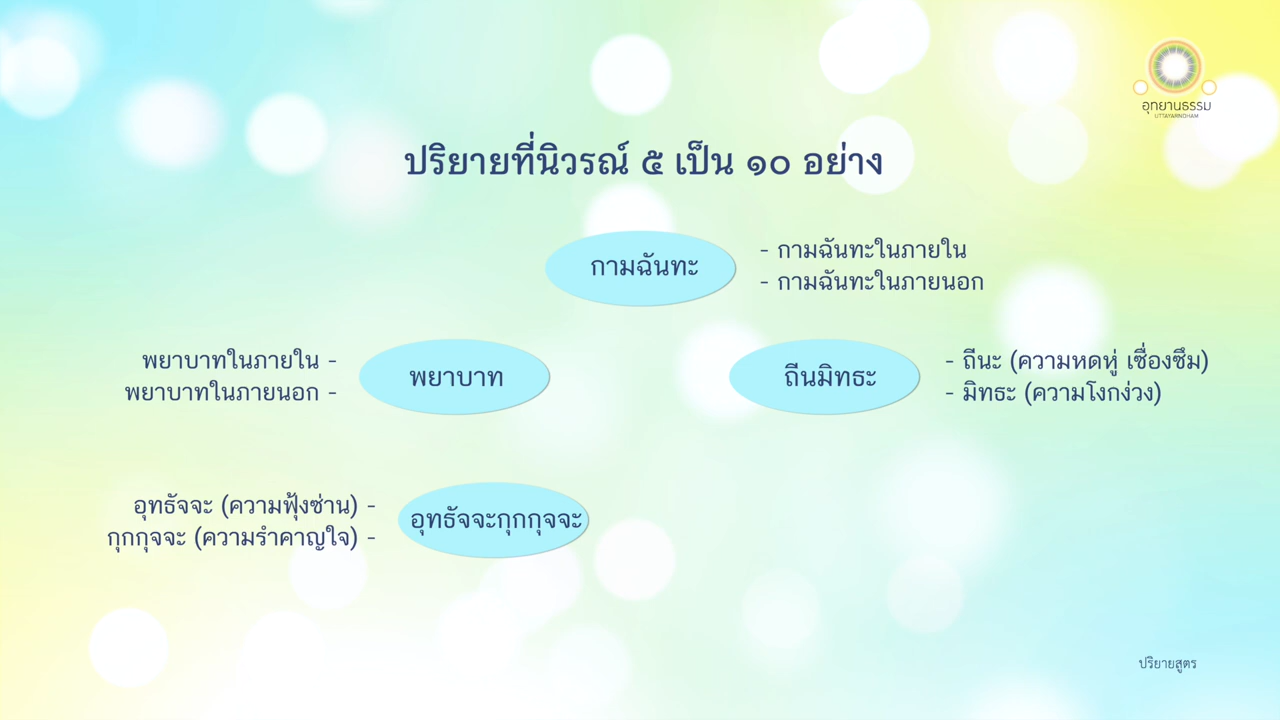 อุทยานธรรม
UTTAYARNDHAM
ปริยายที่นิวรณ์ ๕ เป็น ๑๐ อย่าง
กามฉันทะ
- กามฉันทะในภายใน
- กามฉันทะในภายนอก
พยาบาทในภายใน -
พยาบาทในภายนอก -
พยาบาท
ถีนมิทธะ
- ถีนะ (ความหดหู่ เซื่องซึม)
- มิทธะ (ความโงกง่วง)
อุทธัจจะ (ความฟุ้งซ่าน) -
กุกกุจจะ (ความรำคาญใจ) -
อุทธัจจะกุกกุจจะ
ปริยายสูตร